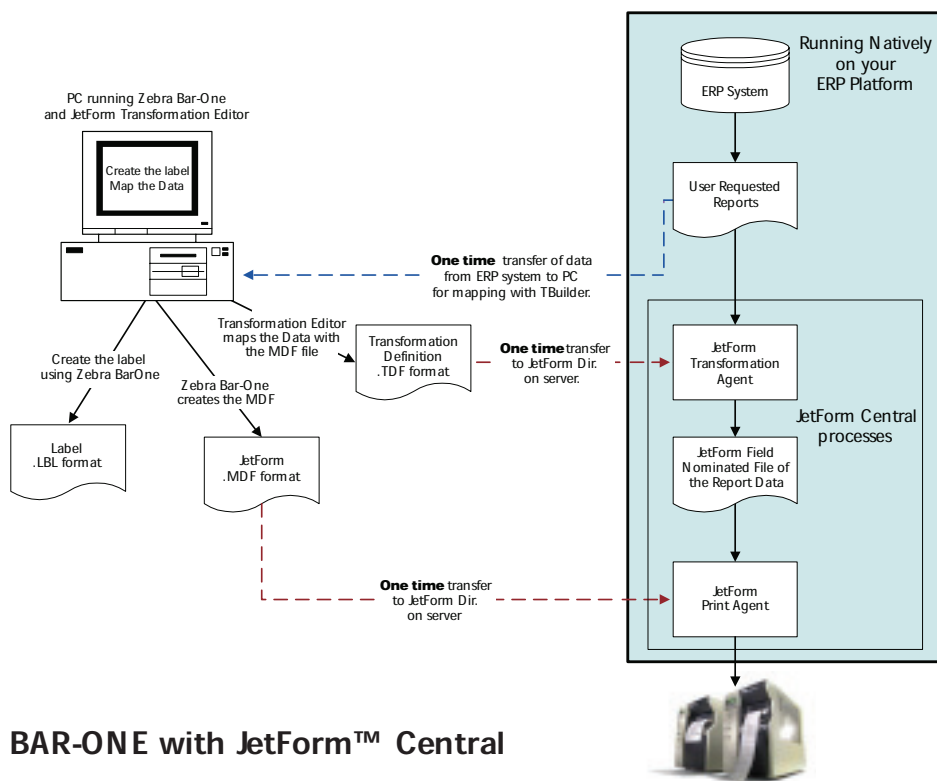 Running Natively
on your
ERP Platform
ERP System
PC running Zebra Bar-One
and JetForm Transformation Editor
Create the label
Map the Data
User Requested
Reports
One time transfer of data
from ERP system to PC
for mapping with TBuilder.
Transformation Editor
maps the Data with
the MDF file
Transformation
Definition
.TDF format
One time transfer
to JetForm Dir.
on server.
JetForm
Transformation
Agent
Create the label
using Zebra BarOne
Zebra Bar-One
creates the MDF
JetForm Central
processes
Label
.LBL format
JetForm
.MDF format
JetForm Field
Nominated File of
the Report Data
One time transfer
to JetForm Dir.
on server
JetForm
Print Agent
BAR-ONE with JetForm™ Central